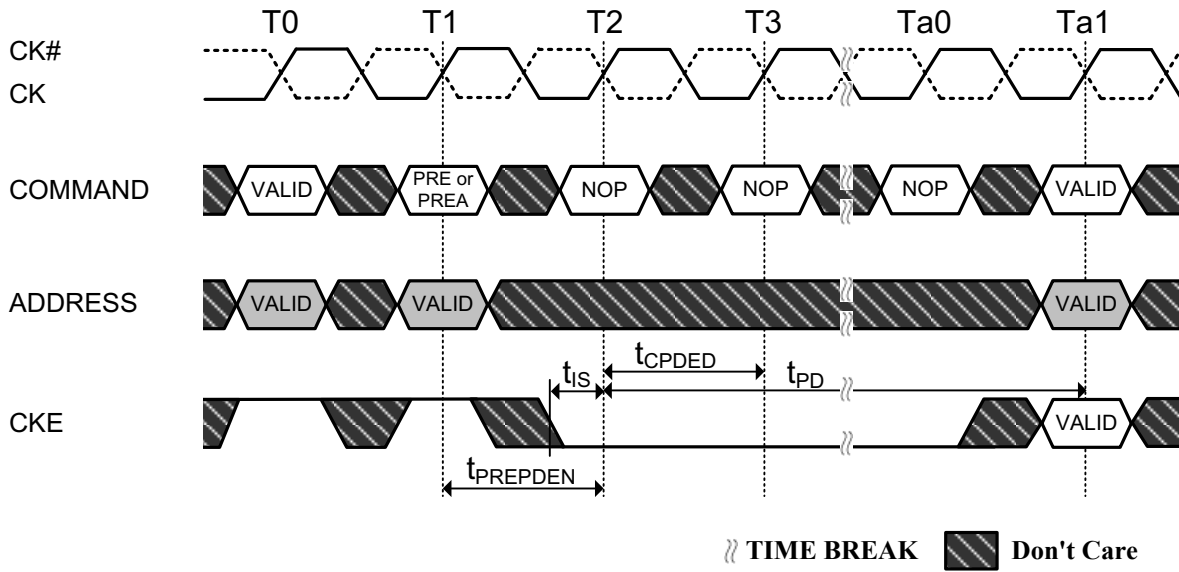 T0 T1 T2 T3 Ta0 Ta1
CK#
CK
COMMAND VALID PRE or PREA NOP NOP NOP VALID
ADDRESS VALID VALID VALID
tIS tCPDED tPD
CKE VALID
tPREPDEN
TIME BREAK Don't Care